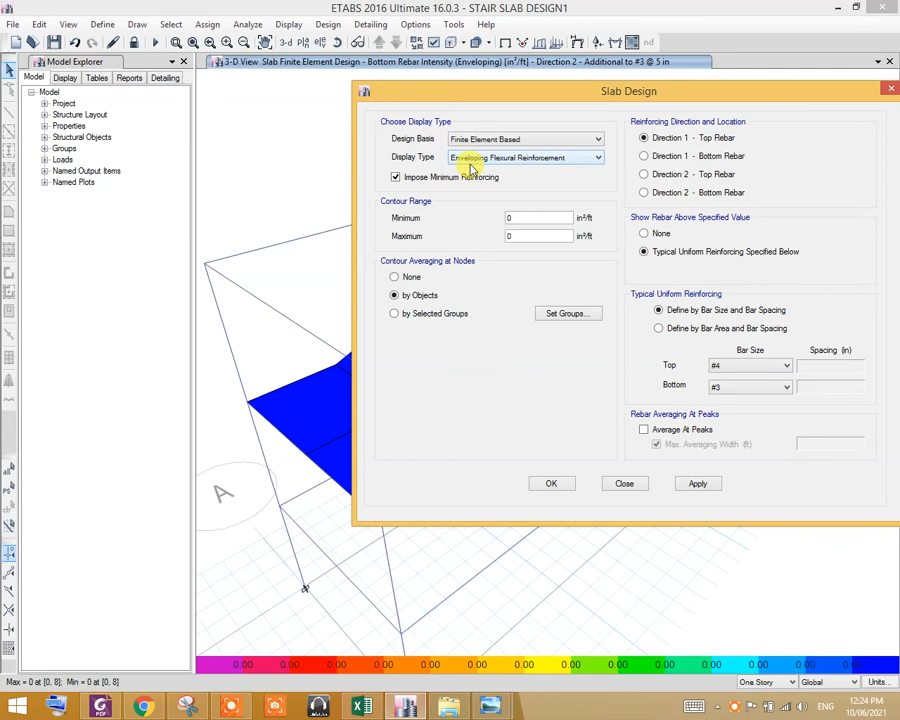 ETABS 2016 Ultimate 16.0.3 - STAIR SLAB DESIGN1
File Edit View Define Draw Select Assign Analyze Display Design Detailing Options Tools Help
3-d nd
Model Explorer
3-D View Slab Finite Element Design - Bottom Rebar Intensity (Enveloping) [in²/ft] - Direction 2 - Additional to #3 @ 5 in
Model Display Tables Reports Detailing
Model
Project
Structure Layout
Properties
Structural Objects
Groups
Loads
Named Output Items
Named Plots
Slab Design
Choose Display Type
Design Basis Finite Element Based
Display Type Enveloping Flexural Reinforcement
Impose Minimum Reinforcing
Contour Range
Minimum 0 in²/ft
Maximum 0 in²/ft
Contour Averaging at Nodes
None
by Objects
by Selected Groups Set Groups...
Reinforcing Direction and Location
Direction 1 - Top Rebar
Direction 1 - Bottom Rebar
Direction 2 - Top Rebar
Direction 2 - Bottom Rebar
Show Rebar Above Specified Value
None
Typical Uniform Reinforcing Specified Below
Typical Uniform Reinforcing
Define by Bar Size and Bar Spacing
Define by Bar Area and Bar Spacing
Bar Size Spacing (in)
Top #4
Bottom #3
Rebar Averaging At Peaks
Average At Peaks
Max. Averaging Width (ft)
OK Close Apply
A
0.00 0.00 0.00 0.00 0.00 0.00 0.00 0.00 0.00 0.00 0.00 0.00 0.00 0.00
Max = 0 at [0, 8]; Min = 0 at [0, 8]
One Story Global Units...
PDF
ENG
12:24 PM
10/06/2021